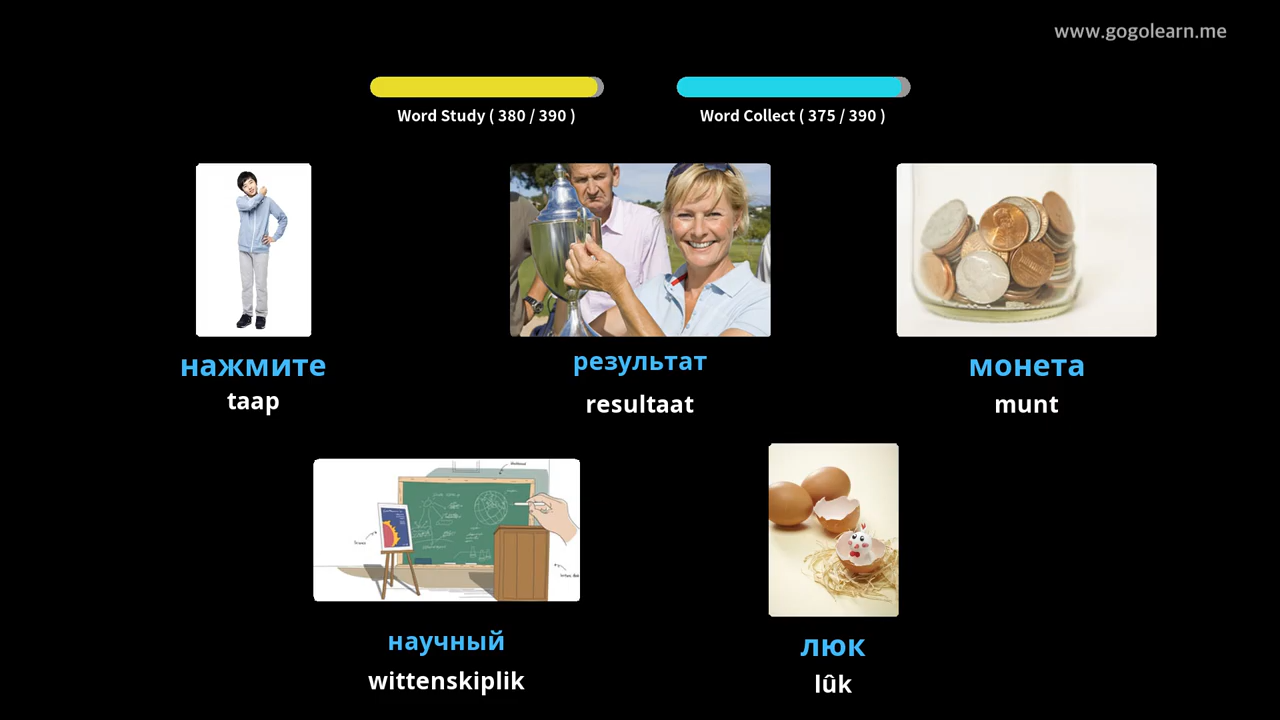 www.gogolearn.me
Word Study ( 380 / 390 )
Word Collect ( 375 / 390 )
нажмите
taap
результат
resultaat
монета
munt
научный
wittenskiplik
люк
lûk